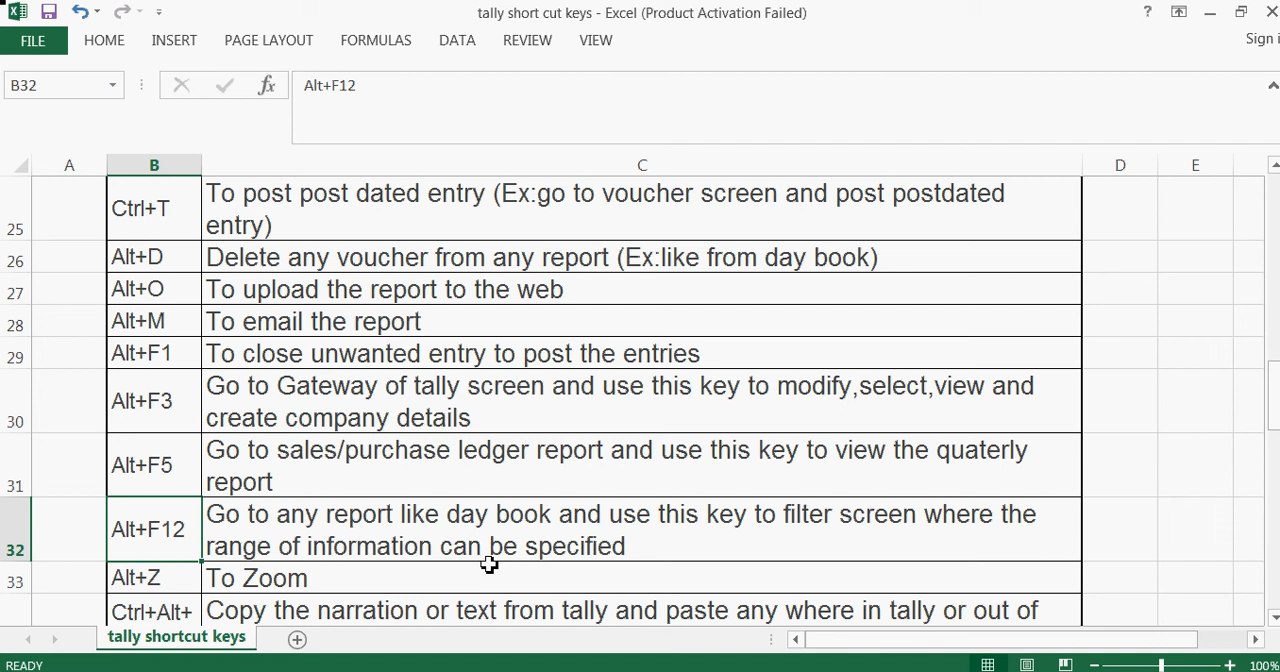 tally short cut keys - Excel (Product Activation Failed)
FILE HOME INSERT PAGE LAYOUT FORMULAS DATA REVIEW VIEW Sign i
B32 fx Alt+F12
A B C D E
25 Ctrl+T To post post dated entry (Ex:go to voucher screen and post postdated
entry)
26 Alt+D Delete any voucher from any report (Ex:like from day book)
27 Alt+O To upload the report to the web
28 Alt+M To email the report
29 Alt+F1 To close unwanted entry to post the entries
30 Alt+F3 Go to Gateway of tally screen and use this key to modify,select,view and
create company details
31 Alt+F5 Go to sales/purchase ledger report and use this key to view the quaterly
report
32 Alt+F12 Go to any report like day book and use this key to filter screen where the
range of information can be specified
33 Alt+Z To Zoom
Ctrl+Alt+ Copy the narration or text from tally and paste any where in tally or out of
tally shortcut keys
READY 100%